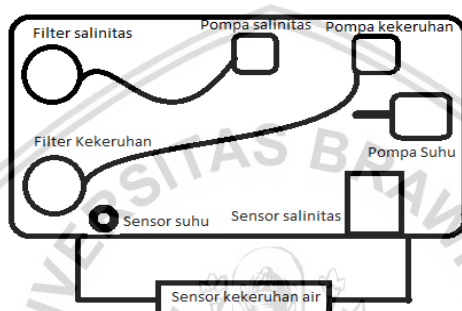 Filter salinitas
Pompa salinitas
Pompa kekeruhan
Filter Kekeruhan
Pompa Suhu
Sensor suhu
Sensor salinitas
Sensor kekeruhan air